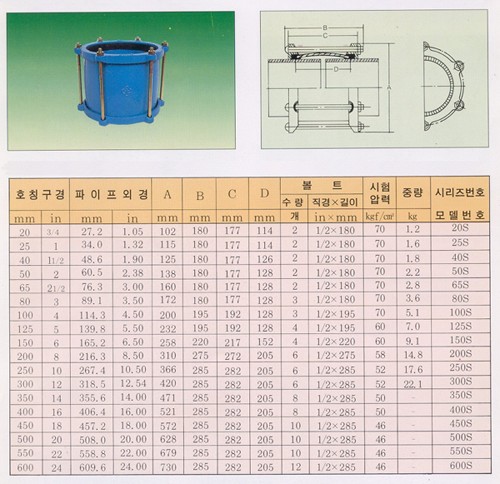 B
C
D
A
호칭구경 파이프외경 A B C D 볼트 시험 중량 시리즈번호
수량 직경×길이 압력
mm in mm in mm mm mm mm 개 in×mm kgf/cm² kg 모델번호
20 3/4 27.2 1.05 102 180 177 114 2 1/2×180 70 1.2 20S
25 1 34.0 1.32 115 180 177 114 2 1/2×180 70 1.6 25S
40 1 1/2 48.6 1.90 125 180 177 126 2 1/2×180 70 1.8 40S
50 2 60.5 2.38 138 180 177 128 2 1/2×180 70 2.2 50S
65 2 1/2 76.3 3.00 160 180 177 128 2 1/2×180 70 2.8 65S
80 3 89.1 3.50 172 180 177 128 3 1/2×180 70 3.6 80S
100 4 114.3 4.50 200 195 192 128 3 1/2×195 70 5.1 100S
125 5 139.8 5.50 232 195 192 128 4 1/2×195 60 7.0 125S
150 6 165.2 6.50 258 220 217 152 4 1/2×220 60 9.1 150S
200 8 216.3 8.50 310 275 272 205 6 1/2×275 58 14.8 200S
250 10 267.4 10.50 366 285 282 205 6 1/2×285 52 17.6 250S
300 12 318.5 12.54 420 285 282 205 6 1/2×285 52 22.1 300S
350 14 355.6 14.00 471 285 282 205 8 1/2×285 50 - 350S
400 16 406.4 16.00 521 285 282 205 8 1/2×285 50 - 400S
450 18 457.2 18.00 572 285 282 205 10 1/2×285 46 - 450S
500 20 508.0 20.00 628 285 282 205 10 1/2×285 46 - 500S
550 22 558.8 22.00 679 285 282 205 10 1/2×285 46 - 550S
600 24 609.6 24.00 730 285 282 205 12 1/2×285 46 - 600S